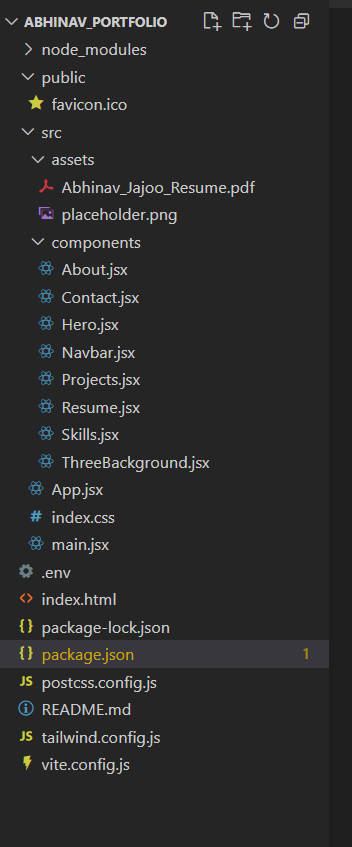 ABHINAV_PORTFOLIO
node_modules
public
favicon.ico
src
assets
Abhinav_Jajoo_Resume.pdf
placeholder.png
components
About.jsx
Contact.jsx
Hero.jsx
Navbar.jsx
Projects.jsx
Resume.jsx
Skills.jsx
ThreeBackground.jsx
App.jsx
# index.css
main.jsx
.env
<> index.html
{} package-lock.json
{} package.json 1
JS postcss.config.js
README.md
JS tailwind.config.js
vite.config.js